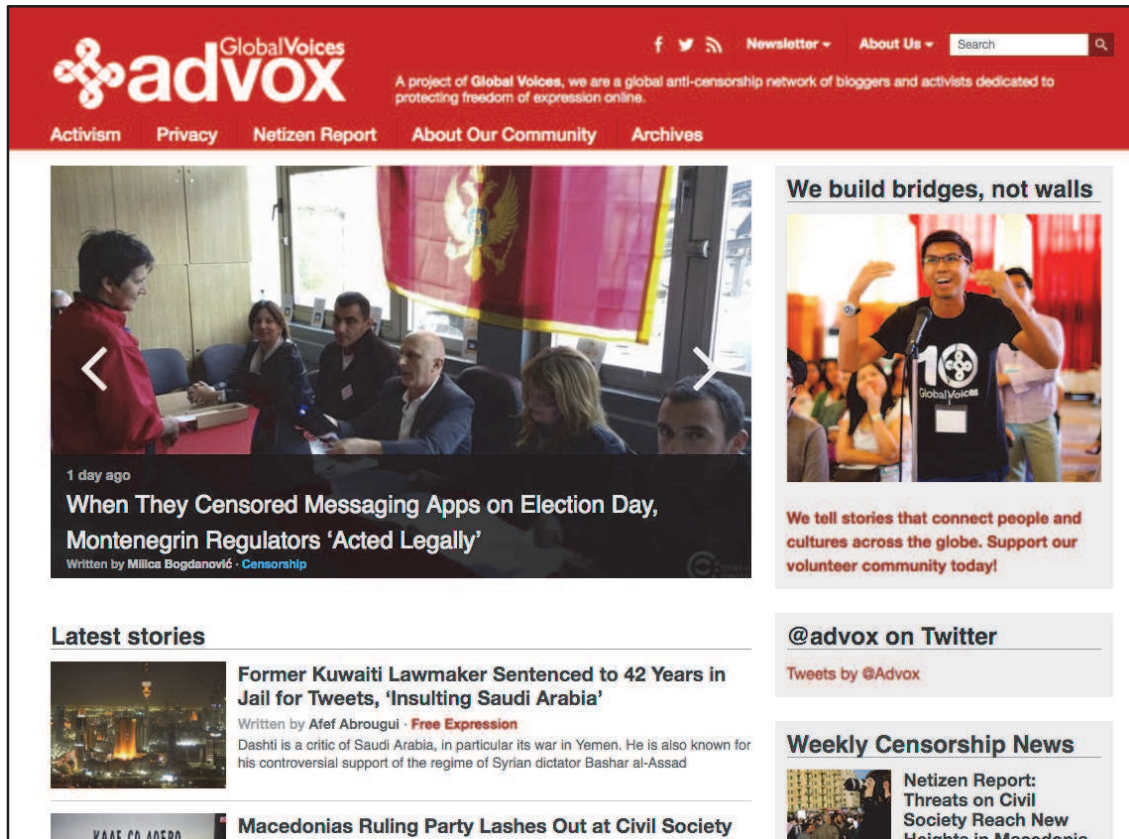 GlobalVoices
advox
Newsletter
About Us
Search
A project of Global Voices, we are a global anti-censorship network of bloggers and activists dedicated to
protecting freedom of expression online.
Activism Privacy Netizen Report About Our Community Archives
1 day ago
When They Censored Messaging Apps on Election Day,
Montenegrin Regulators ‘Acted Legally’
Written by Milica Bogdanović · Censorship
We build bridges, not walls
10
GlobalVoices
We tell stories that connect people and
cultures across the globe. Support our
volunteer community today!
Latest stories
Former Kuwaiti Lawmaker Sentenced to 42 Years in
Jail for Tweets, ‘Insulting Saudi Arabia’
Written by Afef Abrougui · Free Expression
Dashti is a critic of Saudi Arabia, in particular its war in Yemen. He is also known for
his controversial support of the regime of Syrian dictator Bashar al-Assad
Macedonias Ruling Party Lashes Out at Civil Society
@advox on Twitter
Tweets by @Advox
Weekly Censorship News
Netizen Report:
Threats on Civil
Society Reach New
Heights in Macedonia